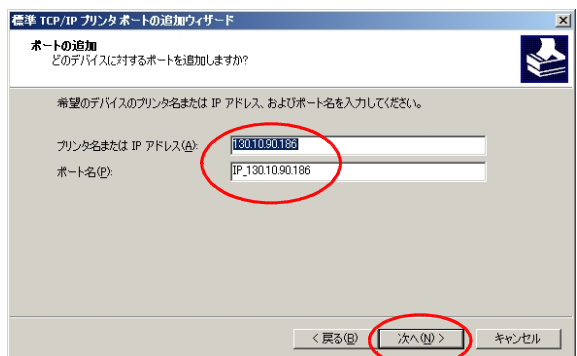 標準 TCP/IP プリンタ ポートの追加ウィザード
ポートの追加
どのデバイスに対するポートを追加しますか?
希望のデバイスのプリンタ名または IP アドレス、およびポート名を入力してください。
プリンタ名または IP アドレス(A): 130.10.90.186
ポート名(P): IP_130.10.90.186
< 戻る(B) 次へ(N) > キャンセル